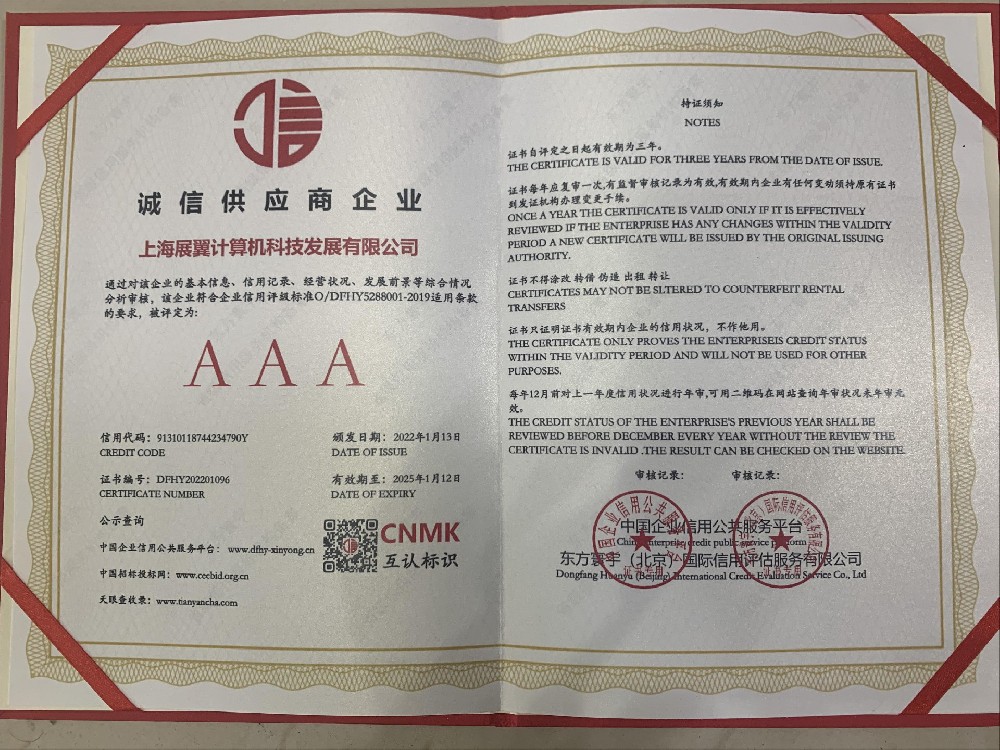 诚信供应商企业
上海展翼计算机科技发展有限公司
通过对该企业的基本信息、信用记录、经营状况、发展前景等综合情况
分析审核，该企业符合企业信用评级标准O/DFHY5288001-2019适用条款
的要求，被评定为：
AAA
信用代码：91310118744234790Y
CREDIT CODE
颁发日期：2022年1月13日
DATE OF ISSUE
证书编号：DFHY202201096
CERTIFICATE NUMBER
有效期至：2025年1月12日
DATE OF EXPIRY
公示查询
中国企业信用公共服务平台：www.dfhy-xinyong.cn
中国招标投标网：www.cecbid.org.cn
天眼查收录：www.tianyancha.com
CNMK
互认标识
持证须知
NOTES
证书自评定之日起有效期为三年。
THE CERTIFICATE IS VALID FOR THREE YEARS FROM THE DATE OF ISSUE.
证书每年应复审一次,有监督审核记录为有效,有效期内企业有任何变动须持原有证书
到发证机构办理变更手续。
ONCE A YEAR THE CERTIFICATE IS VALID ONLY IF IT IS EFFECTIVELY
REVIEWED IF THE ENTERPRISE HAS ANY CHANGES WITHIN THE VALIDITY
PERIOD A NEW CERTIFICATE WILL BE ISSUED BY THE ORIGINAL ISSUING
AUTHORITY.
证书不得涂改 转借 伪造 出租 转让
CERTIFICATES MAY NOT BE SLTERED TO COUNTERFEIT RENTAL
TRANSFERS
证书只证明证书有效期内企业的信用状况，不作他用。
THE CERTIFICATE ONLY PROVES THE ENTERPRISEIS CREDIT STATUS
WITHIN THE VALIDITY PERIOD AND WILL NOT BE USED FOR OTHER
PURPOSES.
每年12月前对上一年度信用状况进行年审,可用二维码在网站查询年审状况未年审无
效。
THE CREDIT STATUS OF THE ENTERPRISE'S PREVIOUS YEAR SHALL BE
REVIEWED BEFORE DECEMBER EVERY YEAR WITHOUT THE REVIEW THE
CERTIFICATE IS INVALID .THE RESULT CAN BE CHECKED ON THE WEBSITE.
审核记录： 审核记录：
中国企业信用公共服务平台
China enterprise credit public service platform
东方寰宇（北京）国际信用评估服务有限公司
Dongfang Huanyu (Beijing) International Credit Evaluation Service Co., Ltd